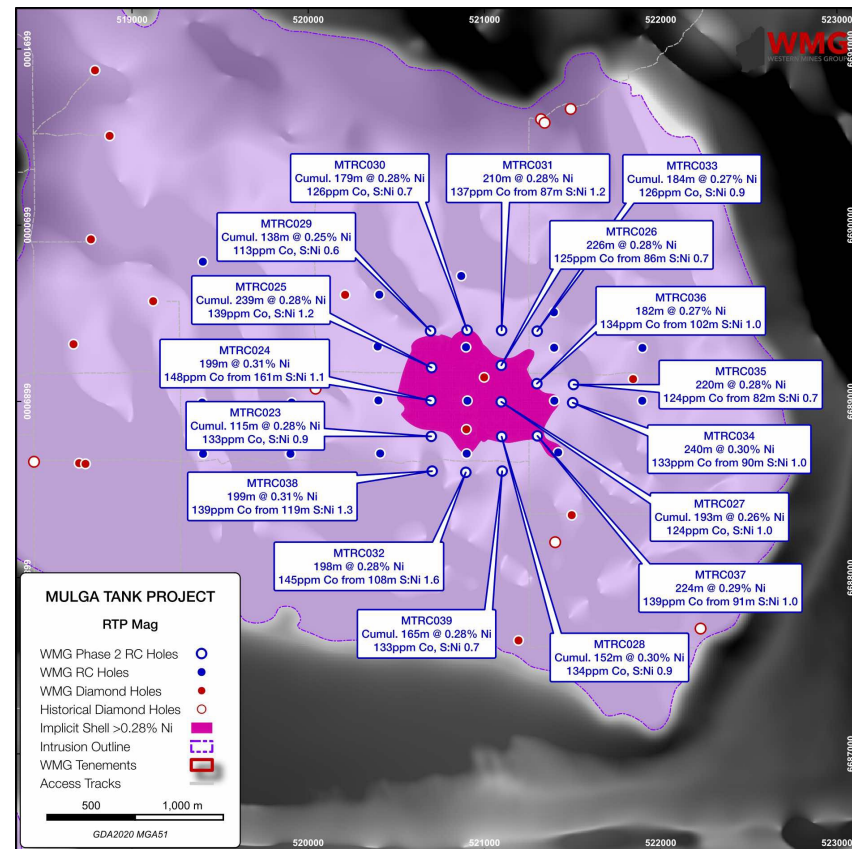 519000
520000
521000
522000
523000
6691000
WMG
WESTERN MINES GROUP
MTRC030
Cumul. 179m @ 0.28% Ni
126ppm Co, S:Ni 0.7
MTRC031
210m @ 0.28% Ni
137ppm Co from 87m S:Ni 1.2
MTRC033
Cumul. 184m @ 0.27% Ni
126ppm Co, S:Ni 0.9
MTRC029
Cumul. 138m @ 0.25% Ni
113ppm Co, S:Ni 0.6
MTRC026
226m @ 0.28% Ni
125ppm Co from 86m S:Ni 0.7
6690000
MTRC025
Cumul. 239m @ 0.28% Ni
139ppm Co, S:Ni 1.2
MTRC036
182m @ 0.27% Ni
134ppm Co from 102m S:Ni 1.0
MTRC024
199m @ 0.31% Ni
148ppm Co from 161m S:Ni 1.1
MTRC035
220m @ 0.28% Ni
124ppm Co from 82m S:Ni 0.7
6689000
MTRC023
Cumul. 115m @ 0.28% Ni
133ppm Co, S:Ni 0.9
MTRC034
240m @ 0.30% Ni
133ppm Co from 90m S:Ni 1.0
MTRC038
199m @ 0.31% Ni
139ppm Co from 119m S:Ni 1.3
MTRC027
Cumul. 193m @ 0.26% Ni
124ppm Co, S:Ni 1.0
MTRC032
198m @ 0.28% Ni
145ppm Co from 108m S:Ni 1.6
MTRC037
224m @ 0.29% Ni
139ppm Co from 91m S:Ni 1.0
6688000
MTRC039
Cumul. 165m @ 0.28% Ni
133ppm Co, S:Ni 0.7
MTRC028
Cumul. 152m @ 0.30% Ni
134ppm Co, S:Ni 0.9
6687000
MULGA TANK PROJECT
RTP Mag
WMG Phase 2 RC Holes
WMG RC Holes
WMG Diamond Holes
Historical Diamond Holes
Implicit Shell >0.28% Ni
Intrusion Outline
WMG Tenements
Access Tracks
500 1,000 m
GDA2020 MGA51
520000
521000
522000
523000